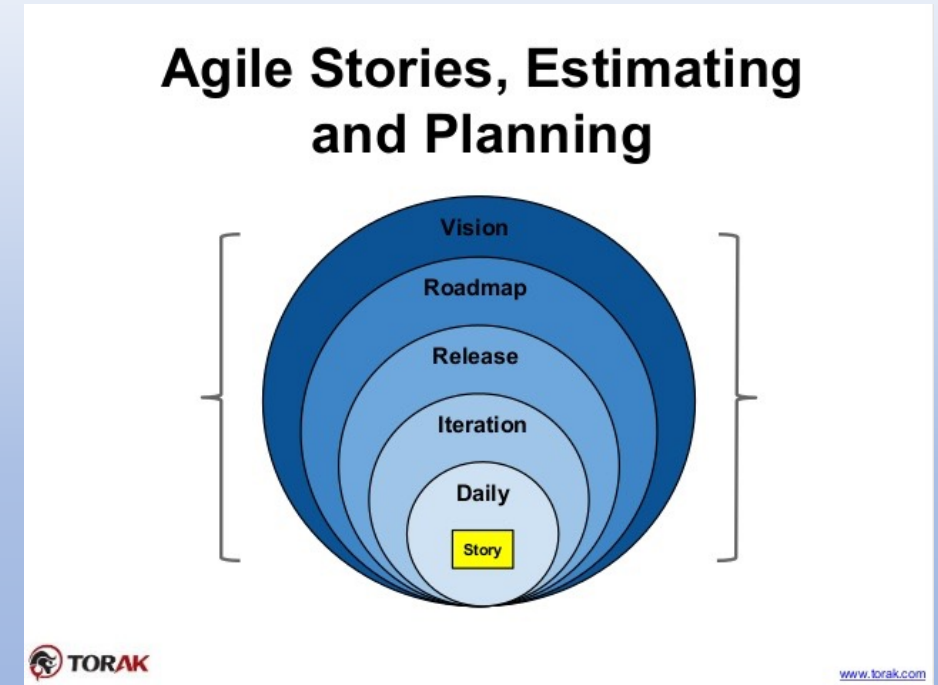 Agile Stories, Estimating
and Planning
Vision
Roadmap
Release
Iteration
Daily
Story
TORAK
www.torak.com